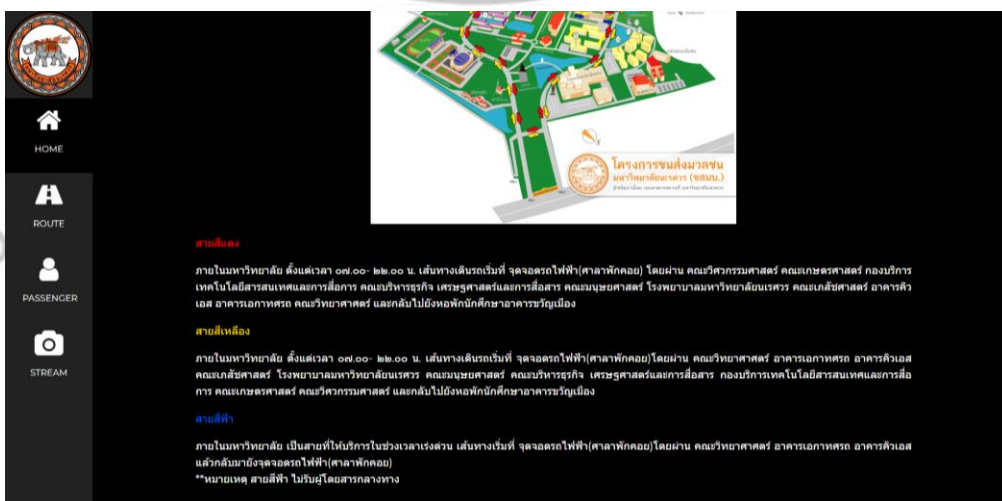 HOME
ROUTE
PASSENGER
STREAM
โครงการขนส่งมวลชน
มหาวิทยาลัยนเรศวร (ขสมน.)
สายสีแดง
ภายในมหาวิทยาลัย ตั้งแต่เวลา ๐๗.๐๐- ๒๒.๐๐ น. เส้นทางเดินรถเริ่มที่ จุดจอดรถไฟฟ้า(ศาลาพักคอย) โดยผ่าน คณะวิศวกรรมศาสตร์ คณะเกษตรศาสตร์ กองบริการ
เทคโนโลยีสารสนเทศและการสื่อการ คณะบริหารธุรกิจ เศรษฐศาสตร์และการสื่อสาร คณะมนุษยศาสตร์ โรงพยาบาลมหาวิทยาลัยนเรศวร คณะเภสัชศาสตร์ อาคารคิว
เอส อาคารเอกาทศรถ คณะวิทยาศาสตร์ และกลับไปยังหอพักนักศึกษาอาคารขวัญเมือง
สายสีเหลือง
ภายในมหาวิทยาลัย ตั้งแต่เวลา ๐๗.๐๐- ๒๒.๐๐ น. เส้นทางเดินรถเริ่มที่ จุดจอดรถไฟฟ้า(ศาลาพักคอย)โดยผ่าน คณะวิทยาศาสตร์ อาคารเอกาทศรถ อาคารคิวเอส
คณะเภสัชศาสตร์ โรงพยาบาลมหาวิทยาลัยนเรศวร คณะมนุษยศาสตร์ คณะบริหารธุรกิจ เศรษฐศาสตร์และการสื่อสาร กองบริการเทคโนโลยีสารสนเทศและการสื่อ
การ คณะเกษตรศาสตร์ คณะวิศวกรรมศาสตร์ และกลับไปยังหอพักนักศึกษาอาคารขวัญเมือง
สายสีฟ้า
ภายในมหาวิทยาลัย เป็นสายที่ให้บริการในช่วงเวลาเร่งด่วน เส้นทางเริ่มที่ จุดจอดรถไฟฟ้า(ศาลาพักคอย)โดยผ่าน คณะวิทยาศาสตร์ อาคารเอกาทศรถ อาคารคิวเอส
แล้วกลับมายังจุดจอดรถไฟฟ้า(ศาลาพักคอย)
**หมายเหตุ สายสีฟ้า ไม่รับผู้โดยสารกลางทาง